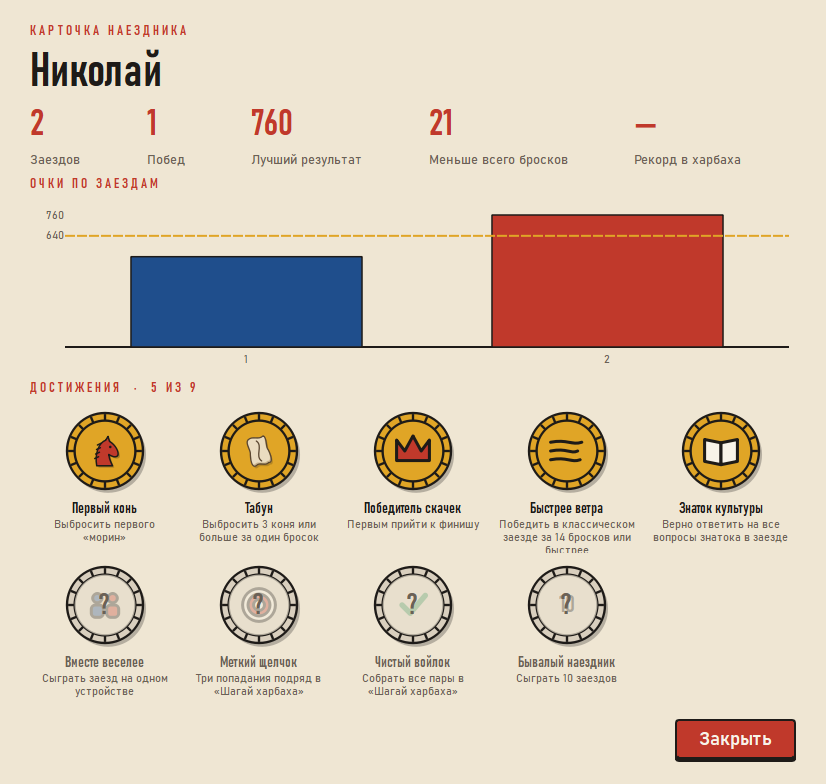 КАРТОЧКА НАЕЗДНИКА
Николай
2 1 760 21 —
Заездов Побед Лучший результат Меньше всего бросков Рекорд в харбаха
ОЧКИ ПО ЗАЕЗДАМ
760
640
1 2
ДОСТИЖЕНИЯ · 5 ИЗ 9
Первый конь Табун Победитель скачек Быстрее ветра Знаток культуры
Выбросить первого Выбросить 3 коня или Первым прийти к финишу Победить в классическом Верно ответить на все
«морин» больше за один бросок заезде за 14 бросков или вопросы знатока в заезде
быстрее
? ? ? ?
Вместе веселее Меткий щелчок Чистый войлок Бывалый наездник
Сыграть заезд на одном Три попадания подряд в Собрать все пары в Сыграть 10 заездов
устройстве «Шагай харбаха» «Шагай харбаха»
Закрыть